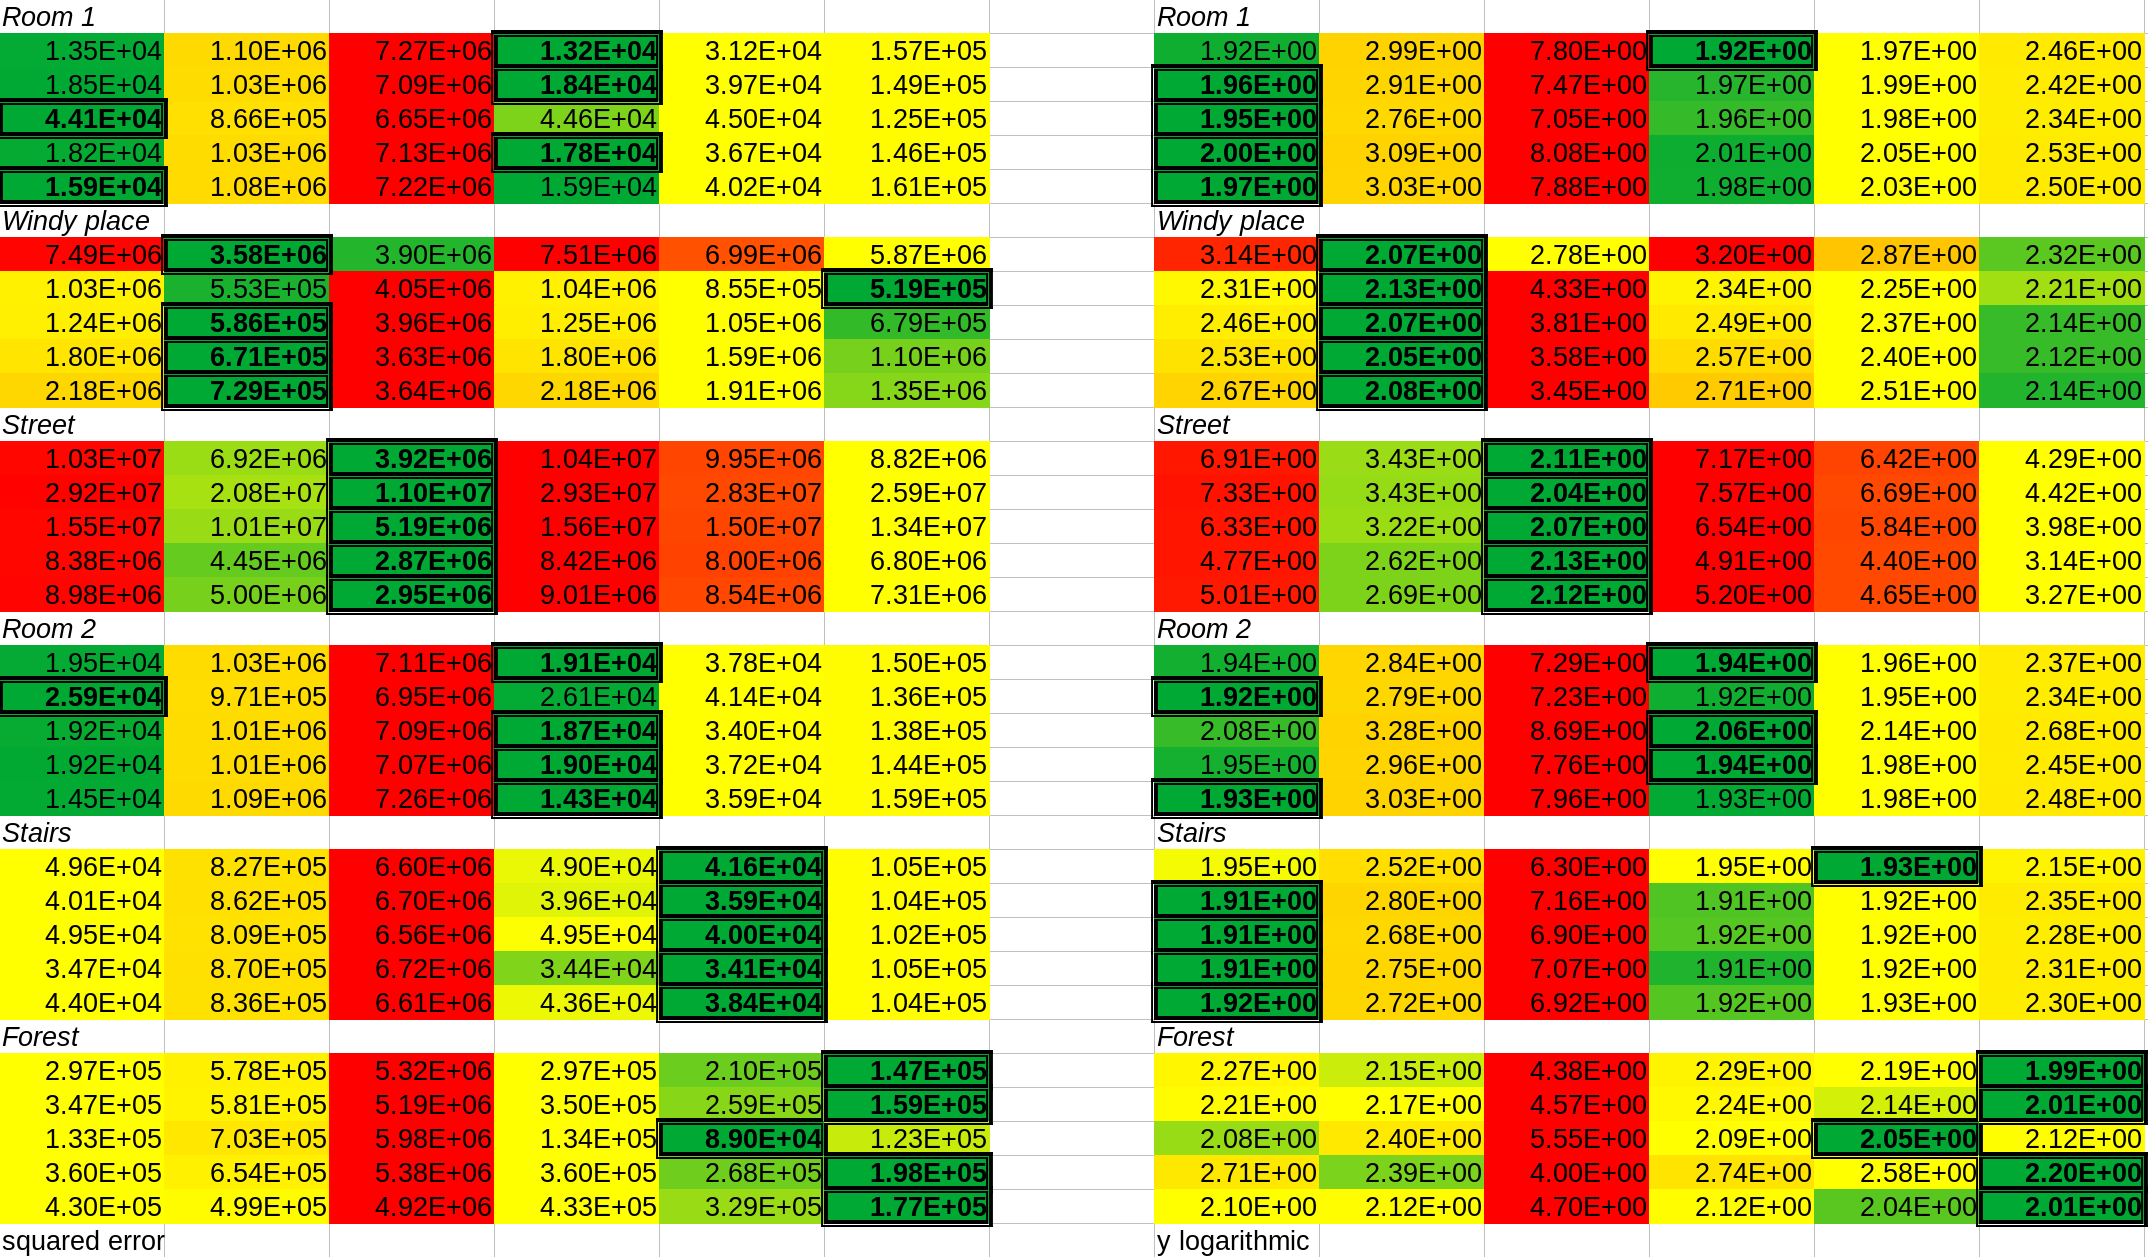 Room 1 Room 1
1.35E+04 1.10E+06 7.27E+06 1.32E+04 3.12E+04 1.57E+05 1.92E+00 2.99E+00 7.80E+00 1.92E+00 1.97E+00 2.46E+00
1.85E+04 1.03E+06 7.09E+06 1.84E+04 3.97E+04 1.49E+05 1.96E+00 2.91E+00 7.47E+00 1.97E+00 1.99E+00 2.42E+00
4.41E+04 8.66E+05 6.65E+06 4.46E+04 4.50E+04 1.25E+05 1.95E+00 2.76E+00 7.05E+00 1.96E+00 1.98E+00 2.34E+00
1.82E+04 1.03E+06 7.13E+06 1.78E+04 3.67E+04 1.46E+05 2.00E+00 3.09E+00 8.08E+00 2.01E+00 2.05E+00 2.53E+00
1.59E+04 1.08E+06 7.22E+06 1.59E+04 4.02E+04 1.61E+05 1.97E+00 3.03E+00 7.88E+00 1.98E+00 2.03E+00 2.50E+00
Windy place Windy place
7.49E+06 3.58E+06 3.90E+06 7.51E+06 6.99E+06 5.87E+06 3.14E+00 2.07E+00 2.78E+00 3.20E+00 2.87E+00 2.32E+00
1.03E+06 5.53E+05 4.05E+06 1.04E+06 8.55E+05 5.19E+05 2.31E+00 2.13E+00 4.33E+00 2.34E+00 2.25E+00 2.21E+00
1.24E+06 5.86E+05 3.96E+06 1.25E+06 1.05E+06 6.79E+05 2.46E+00 2.07E+00 3.81E+00 2.49E+00 2.37E+00 2.14E+00
1.80E+06 6.71E+05 3.63E+06 1.80E+06 1.59E+06 1.10E+06 2.53E+00 2.05E+00 3.58E+00 2.57E+00 2.40E+00 2.12E+00
2.18E+06 7.29E+05 3.64E+06 2.18E+06 1.91E+06 1.35E+06 2.67E+00 2.08E+00 3.45E+00 2.71E+00 2.51E+00 2.14E+00
Street Street
1.03E+07 6.92E+06 3.92E+06 1.04E+07 9.95E+06 8.82E+06 6.91E+00 3.43E+00 2.11E+00 7.17E+00 6.42E+00 4.29E+00
2.92E+07 2.08E+07 1.10E+07 2.93E+07 2.83E+07 2.59E+07 7.33E+00 3.43E+00 2.04E+00 7.57E+00 6.69E+00 4.42E+00
1.55E+07 1.01E+07 5.19E+06 1.56E+07 1.50E+07 1.34E+07 6.33E+00 3.22E+00 2.07E+00 6.54E+00 5.84E+00 3.98E+00
8.38E+06 4.45E+06 2.87E+06 8.42E+06 8.00E+06 6.80E+06 4.77E+00 2.62E+00 2.13E+00 4.91E+00 4.40E+00 3.14E+00
8.98E+06 5.00E+06 2.95E+06 9.01E+06 8.54E+06 7.31E+06 5.01E+00 2.69E+00 2.12E+00 5.20E+00 4.65E+00 3.27E+00
Room 2 Room 2
1.95E+04 1.03E+06 7.11E+06 1.91E+04 3.78E+04 1.50E+05 1.94E+00 2.84E+00 7.29E+00 1.94E+00 1.96E+00 2.37E+00
2.59E+04 9.71E+05 6.95E+06 2.61E+04 4.14E+04 1.36E+05 1.92E+00 2.79E+00 7.23E+00 1.92E+00 1.95E+00 2.34E+00
1.92E+04 1.01E+06 7.09E+06 1.87E+04 3.40E+04 1.38E+05 2.08E+00 3.28E+00 8.69E+00 2.06E+00 2.14E+00 2.68E+00
1.92E+04 1.01E+06 7.07E+06 1.90E+04 3.72E+04 1.44E+05 1.95E+00 2.96E+00 7.76E+00 1.94E+00 1.98E+00 2.45E+00
1.45E+04 1.09E+06 7.26E+06 1.43E+04 3.59E+04 1.59E+05 1.93E+00 3.03E+00 7.96E+00 1.93E+00 1.98E+00 2.48E+00
Stairs Stairs
4.96E+04 8.27E+05 6.60E+06 4.90E+04 4.16E+04 1.05E+05 1.95E+00 2.52E+00 6.30E+00 1.95E+00 1.93E+00 2.15E+00
4.01E+04 8.62E+05 6.70E+06 3.96E+04 3.59E+04 1.04E+05 1.91E+00 2.80E+00 7.16E+00 1.91E+00 1.92E+00 2.35E+00
4.95E+04 8.09E+05 6.56E+06 4.95E+04 4.00E+04 1.02E+05 1.91E+00 2.68E+00 6.90E+00 1.92E+00 1.92E+00 2.28E+00
3.47E+04 8.70E+05 6.72E+06 3.44E+04 3.41E+04 1.05E+05 1.91E+00 2.75E+00 7.07E+00 1.91E+00 1.92E+00 2.31E+00
4.40E+04 8.36E+05 6.61E+06 4.36E+04 3.84E+04 1.04E+05 1.92E+00 2.72E+00 6.92E+00 1.92E+00 1.93E+00 2.30E+00
Forest Forest
2.97E+05 5.78E+05 5.32E+06 2.97E+05 2.10E+05 1.47E+05 2.27E+00 2.15E+00 4.38E+00 2.29E+00 2.19E+00 1.99E+00
3.47E+05 5.81E+05 5.19E+06 3.50E+05 2.59E+05 1.59E+05 2.21E+00 2.17E+00 4.57E+00 2.24E+00 2.14E+00 2.01E+00
1.33E+05 7.03E+05 5.98E+06 1.34E+05 8.90E+04 1.23E+05 2.08E+00 2.40E+00 5.55E+00 2.09E+00 2.05E+00 2.12E+00
3.60E+05 6.54E+05 5.38E+06 3.60E+05 2.68E+05 1.98E+05 2.71E+00 2.39E+00 4.00E+00 2.74E+00 2.58E+00 2.20E+00
4.30E+05 4.99E+05 4.92E+06 4.33E+05 3.29E+05 1.77E+05 2.10E+00 2.12E+00 4.70E+00 2.12E+00 2.04E+00 2.01E+00
squared error y logarithmic